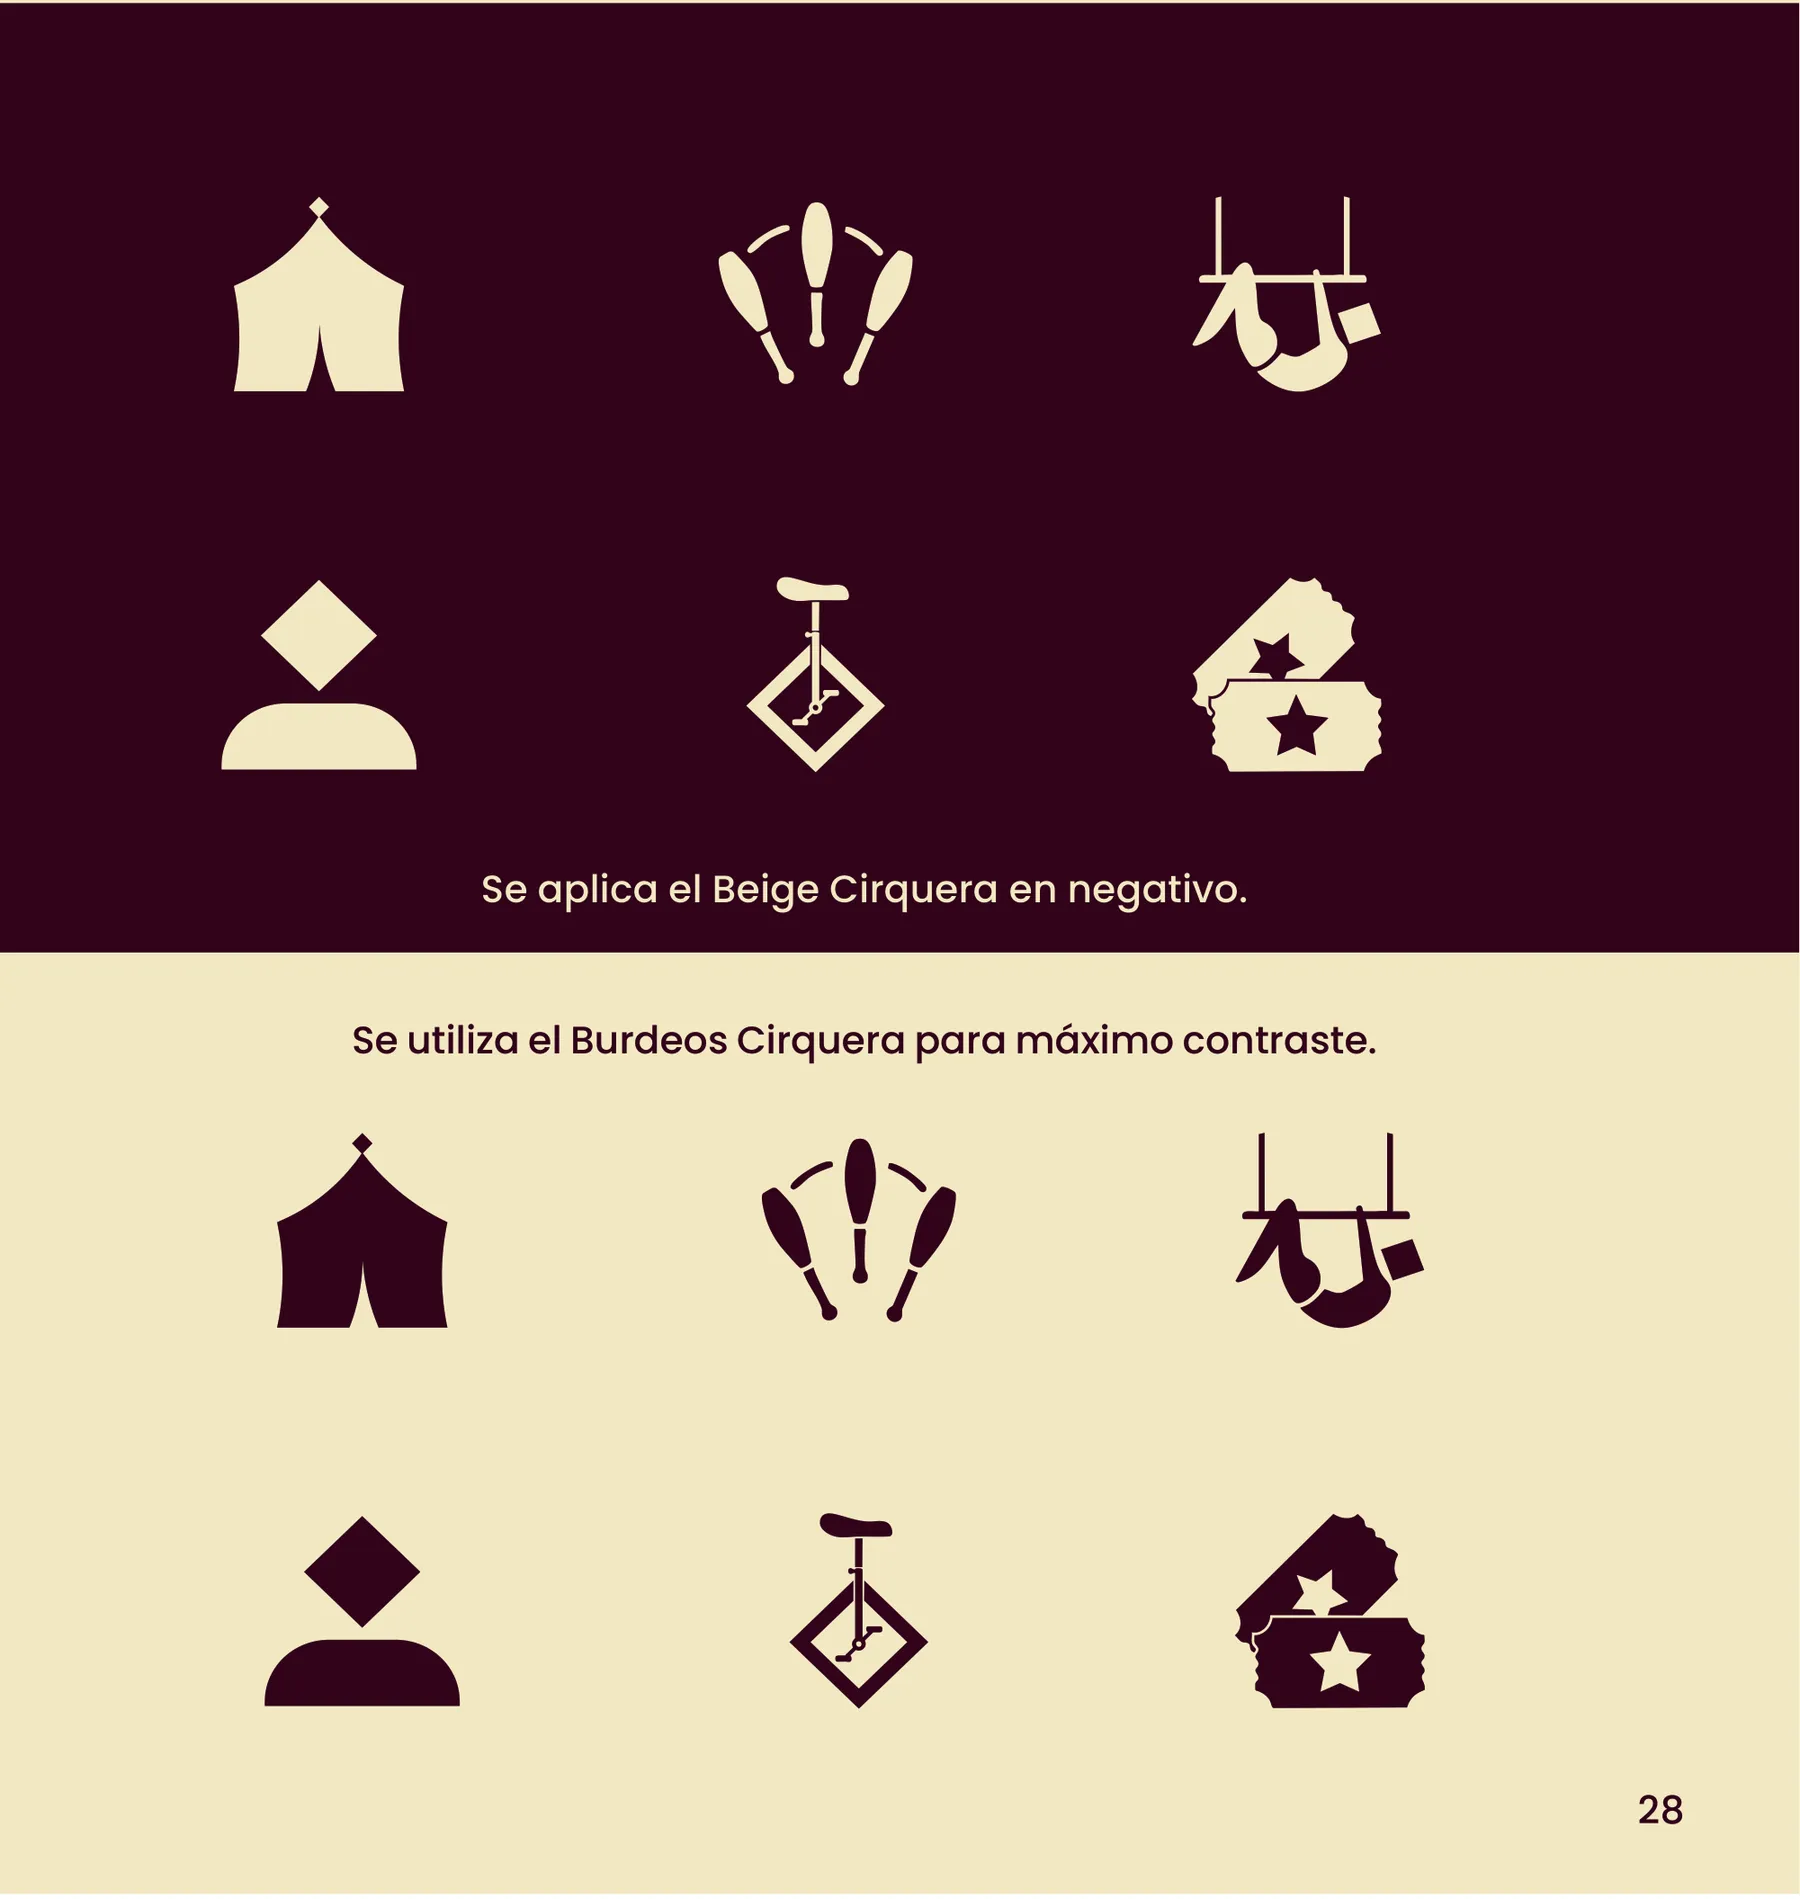 Se aplica el Beige Cirquera en negativo.
Se utiliza el Burdeos Cirquera para máximo contraste.
28